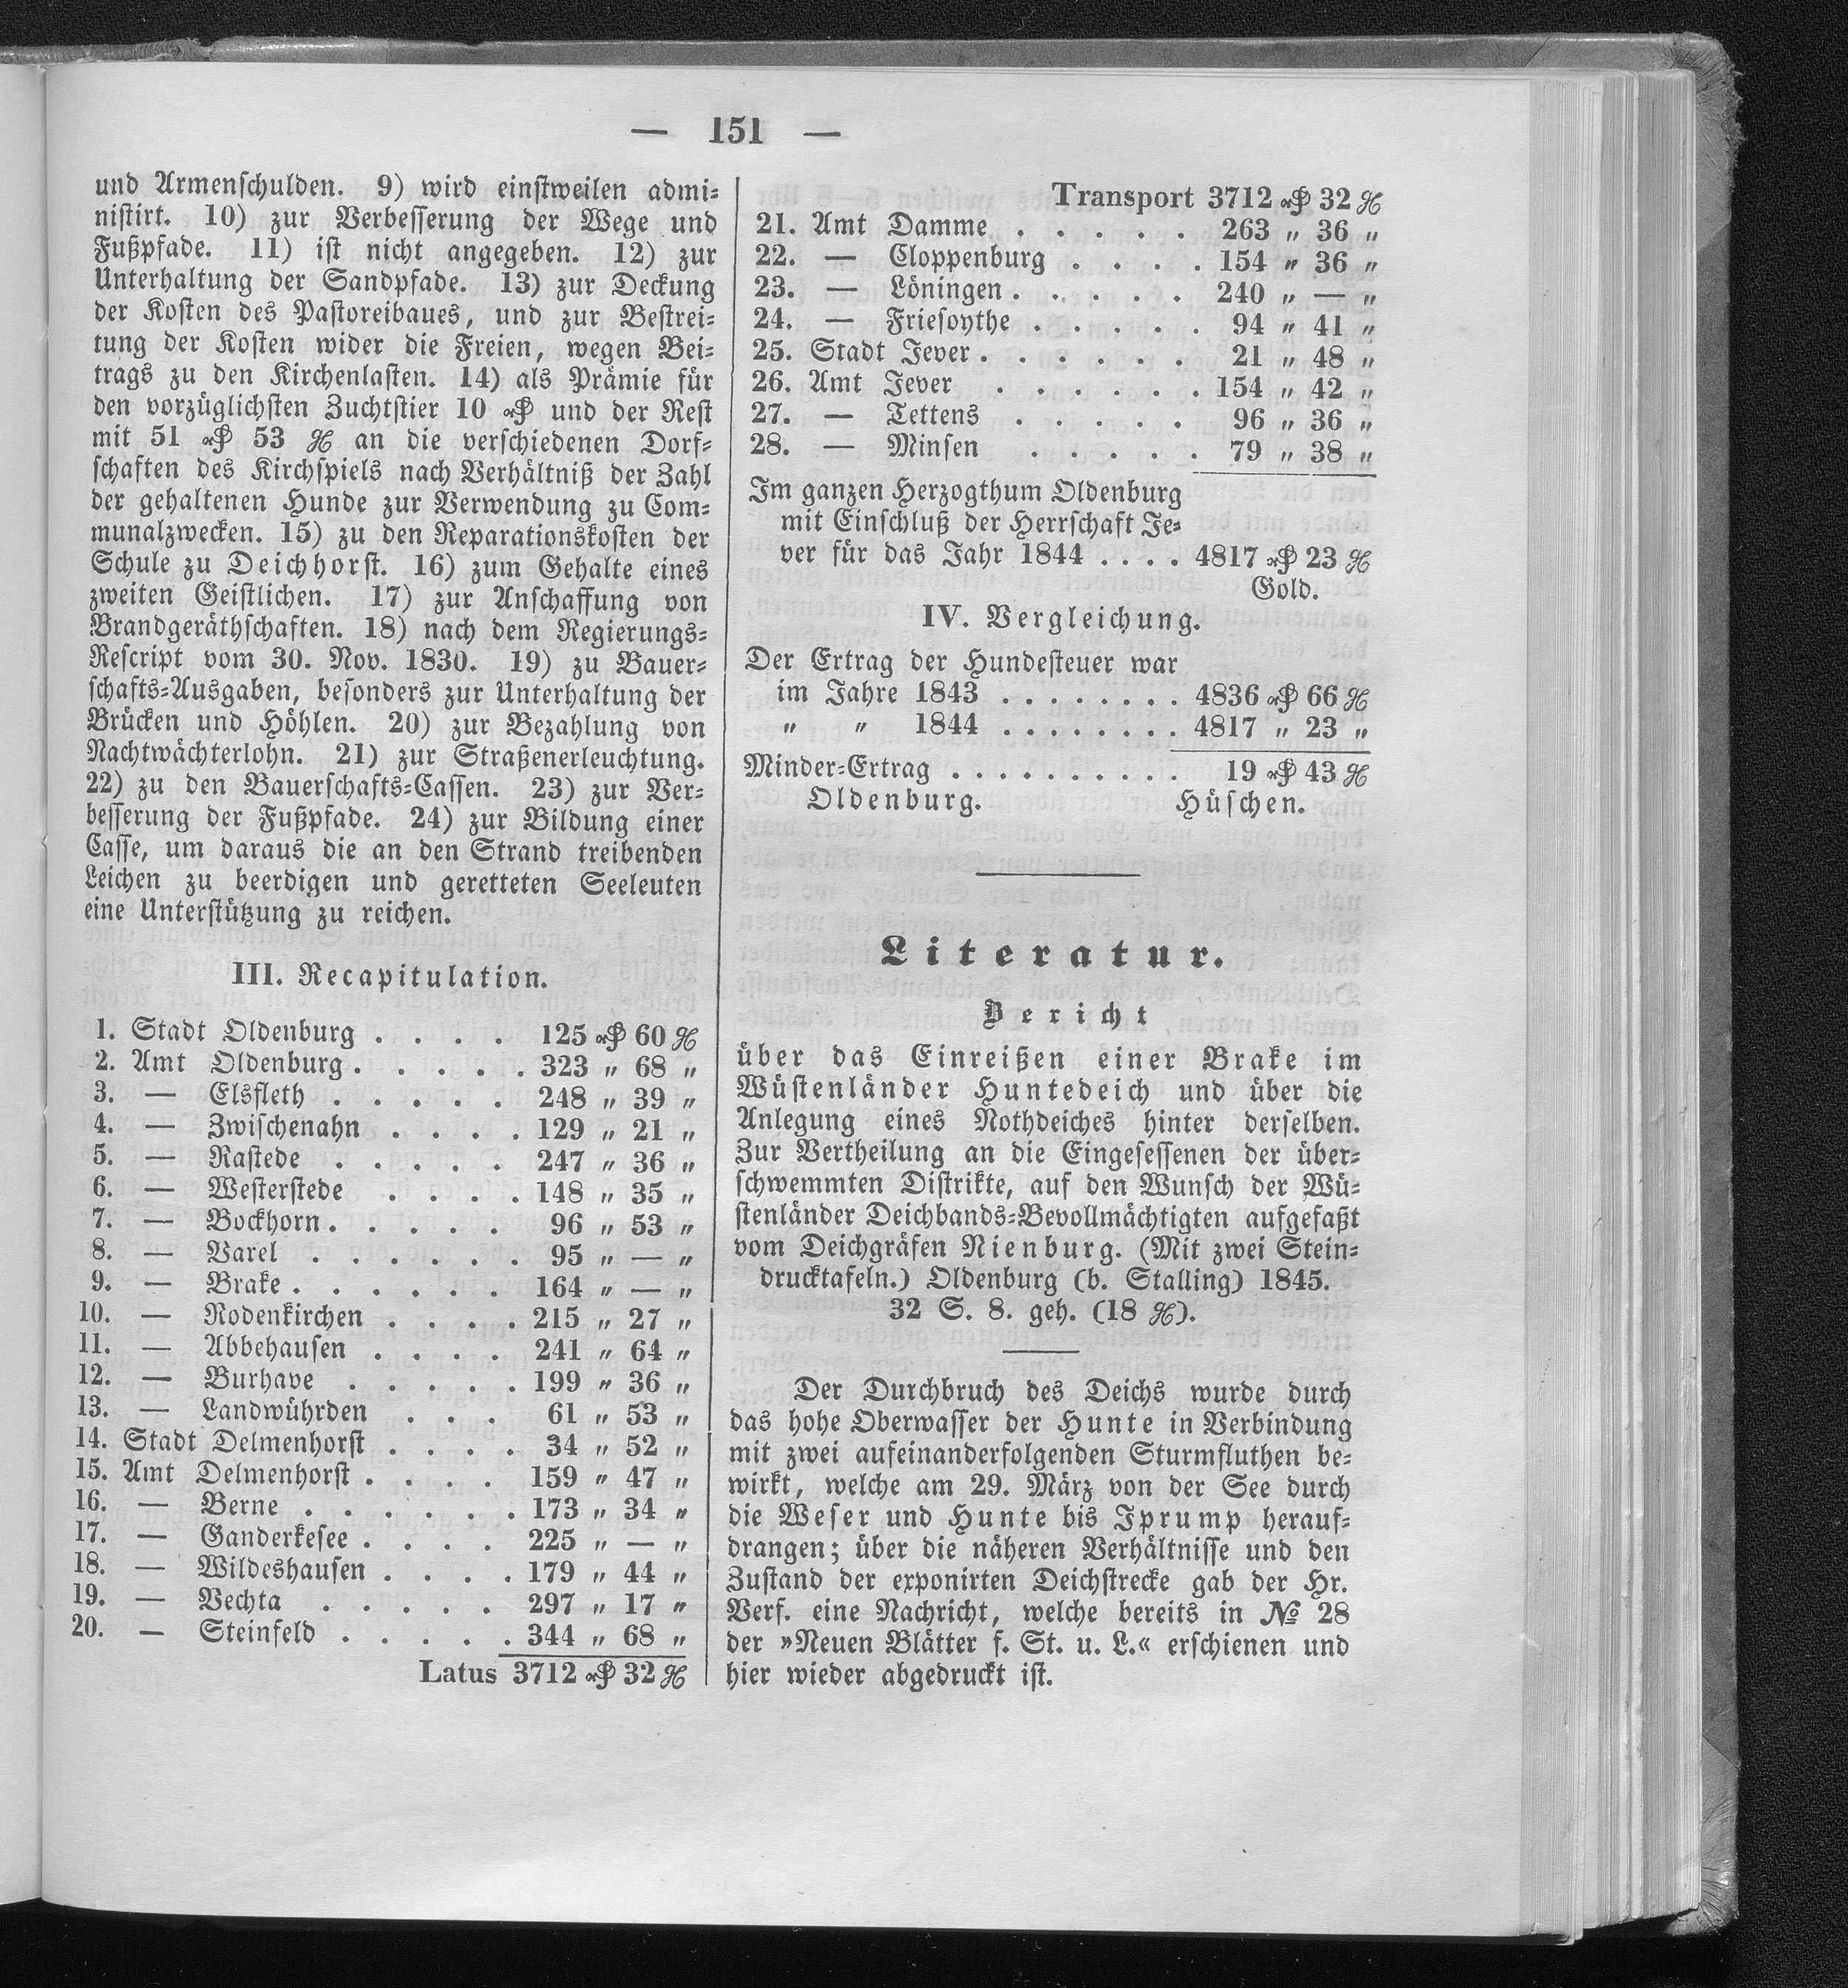 — 151 —
und Armenschulden. 9) wird einstweilen admi-
nistirt. 10) zur Verbesserung der Wege und
Fußpfade. 11) ist nicht angegeben. 12) zur
Unterhaltung der Sandpfade. 13) zur Deckung
der Kosten des Pastoreibaues, und zur Bestrei-
tung der Kosten wider die Freien, wegen Bei-
trags zu den Kirchenlasten. 14) als Prämie für
den vorzüglichsten Zuchtstier 10 ₰ und der Rest
mit 51 ₰ 53 gr an die verschiedenen Dorf-
schaften des Kirchspiels nach Verhältniß der Zahl
der gehaltenen Hunde zur Verwendung zu Com-
munalzwecken. 15) zu den Reparationskosten der
Schule zu Deichhorst. 16) zum Gehalte eines
zweiten Geistlichen. 17) zur Anschaffung von
Brandgeräthschaften. 18) nach dem Regierungs-
Rescript vom 30. Nov. 1830. 19) zu Bauer-
schafts-Ausgaben, besonders zur Unterhaltung der
Brücken und Höhlen. 20) zur Bezahlung von
Nachtwächterlohn. 21) zur Straßenerleuchtung.
22) zu den Bauerschafts-Cassen. 23) zur Ver-
besserung der Fußpfade. 24) zur Bildung einer
Casse, um daraus die an den Strand treibenden
Leichen zu beerdigen und geretteten Seeleuten
eine Unterstützung zu reichen.
III. Recapitulation.
1. Stadt Oldenburg . . . . 125 ₰ 60 gr
2. Amt Oldenburg . . . . . . 323 „ 68 „
3. — Elsfleth . . . . . 248 „ 39 „
4. — Zwischenahn . . . . 129 „ 21 „
5. — Rastede . . . . . 247 „ 36 „
6. — Westerstede . . . . 148 „ 35 „
7. — Bockhorn . . . . . 96 „ 53 „
8. — Varel . . . . . . 95 „ — „
9. — Brake . . . . . . 164 „ — „
10. — Rodenkirchen . . . . 215 „ 27 „
11. — Abbehausen . . . . 241 „ 64 „
12. — Burhave . . . . . 199 „ 36 „
13. — Landwührden . . . 61 „ 53 „
14. Stadt Delmenhorst . . . . 34 „ 52 „
15. Amt Delmenhorst . . . . 159 „ 47 „
16. — Berne . . . . . . 173 „ 34 „
17. — Ganderkesee . . . . 225 „ — „
18. — Wildeshausen . . . . 179 „ 44 „
19. — Vechta . . . . . 297 „ 17 „
20. — Steinfeld . . . . . 344 „ 68 „
Latus 3712 ₰ 32 gr
Transport 3712 ₰ 32 gr
21. Amt Damme . . . . . 263 „ 36 „
22. — Cloppenburg . . . . 154 „ 36 „
23. — Löningen . . . . . 240 „ — „
24. — Friesoythe . . . . . 94 „ 41 „
25. Stadt Jever . . . . . . 21 „ 48 „
26. Amt Jever . . . . . . 154 „ 42 „
27. — Tettens . . . . . 96 „ 36 „
28. — Minsen . . . . . 79 „ 38 „
Im ganzen Herzogthum Oldenburg
mit Einschluß der Herrschaft Je-
ver für das Jahr 1844 . . . . 4817 ₰ 23 gr
Gold.
IV. Vergleichung.
Der Ertrag der Hundesteuer war
im Jahre 1843 . . . . . . . . 4836 ₰ 66 gr
„ „ 1844 . . . . . . . . 4817 „ 23 „
Minder-Ertrag . . . . . . . . . . 19 ₰ 43 gr
Oldenburg. Hüschen.
Literatur.
Bericht
über das Einreißen einer Brake im
Wüstenländer Huntedeich und über die
Anlegung eines Nothdeiches hinter derselben.
Zur Vertheilung an die Eingesessenen der über-
schwemmten Distrikte, auf den Wunsch der Wü-
stenländer Deichbands-Bevollmächtigten aufgefaßt
vom Deichgräfen Nienburg. (Mit zwei Stein-
drucktafeln.) Oldenburg (b. Stalling) 1845.
32 S. 8. geh. (18 gr).
Der Durchbruch des Deichs wurde durch
das hohe Oberwasser der Hunte in Verbindung
mit zwei aufeinanderfolgenden Sturmfluthen be-
wirkt, welche am 29. März von der See durch
die Weser und Hunte bis Iprump herauf-
drangen; über die näheren Verhältnisse und den
Zustand der exponirten Deichstrecke gab der Hr.
Verf. eine Nachricht, welche bereits in № 28
der »Neuen Blätter f. St. u. L.« erschienen und
hier wieder abgedruckt ist.